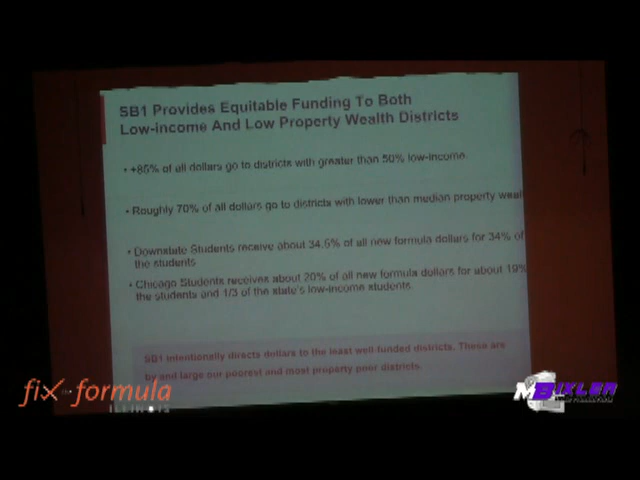 SB1 Provides Equitable Funding To Both
Low-income And Low Property Wealth Districts
• +85% of all dollars go to districts with greater than 50% low-income.
• Roughly 70% of all dollars go to districts with lower than median property weal
• Downstate Students receive about 34.5% of all new formula dollars for 34% of
the students
• Chicago Students receives about 20% of all new formula dollars for about 19%
the students and 1/3 of the state's low-income students.
SB1 intentionally directs dollars to the least well-funded districts. These are
by and large our poorest and most property poor districts.
fix the formula
ILLINOIS
MBIXLER